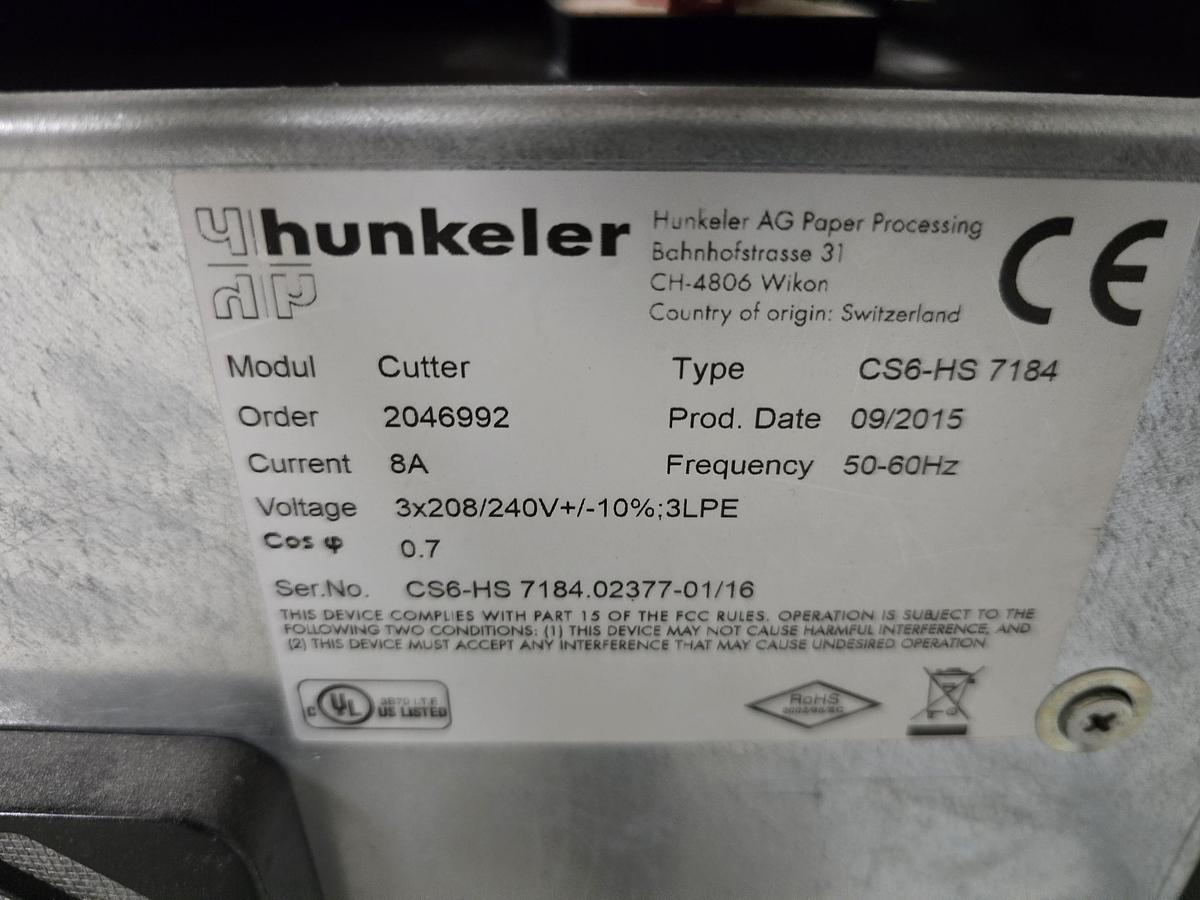 hunkeler
Hunkeler AG Paper Processing
Bahnhofstrasse 31
CH-4806 Wikon
Country of origin: Switzerland
CE
Modul Cutter Type CS6-HS 7184
Order 2046992 Prod. Date 09/2015
Current 8A Frequency 50-60Hz
Voltage 3x208/240V+/-10%;3LPE
Cos φ 0.7
Ser.No. CS6-HS 7184.02377-01/16
THIS DEVICE COMPLIES WITH PART 15 OF THE FCC RULES. OPERATION IS SUBJECT TO THE
FOLLOWING TWO CONDITIONS: (1) THIS DEVICE MAY NOT CAUSE HARMFUL INTERFERENCE, AND
(2) THIS DEVICE MUST ACCEPT ANY INTERFERENCE THAT MAY CAUSE UNDESIRED OPERATION
c UL
US LISTED
RoHS